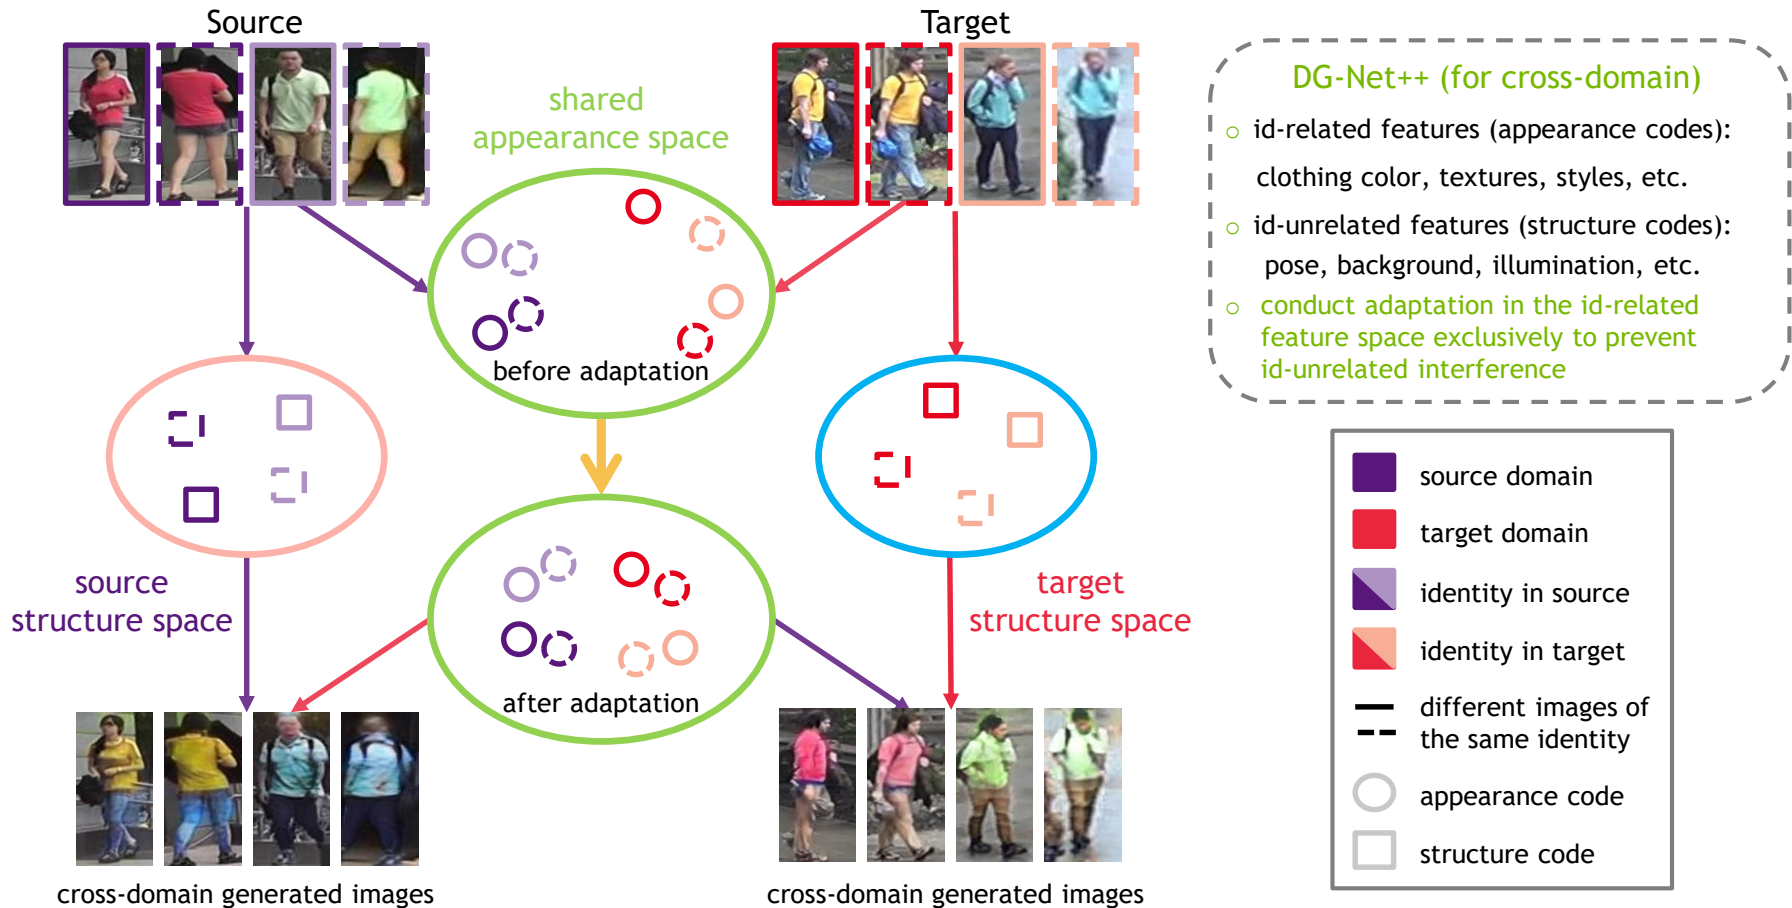 Source
Target
shared
appearance space
before adaptation
source
structure space
target
structure space
after adaptation
cross-domain generated images
cross-domain generated images
DG-Net++ (for cross-domain)
id-related features (appearance codes):
clothing color, textures, styles, etc.
id-unrelated features (structure codes):
pose, background, illumination, etc.
conduct adaptation in the id-related
feature space exclusively to prevent
id-unrelated interference
source domain
target domain
identity in source
identity in target
different images of
the same identity
appearance code
structure code